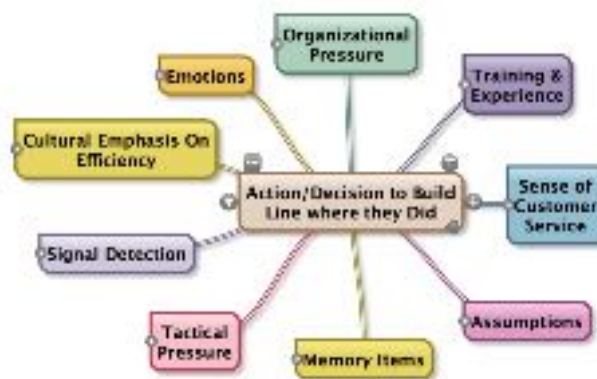 Organizational
Pressure
Emotions
Training &
Experience
Cultural Emphasis On
Efficiency
Action/Decision to Build
Line where they Did
Sense of
Customer
Service
Signal Detection
Tactical
Pressure
Memory Items
Assumptions